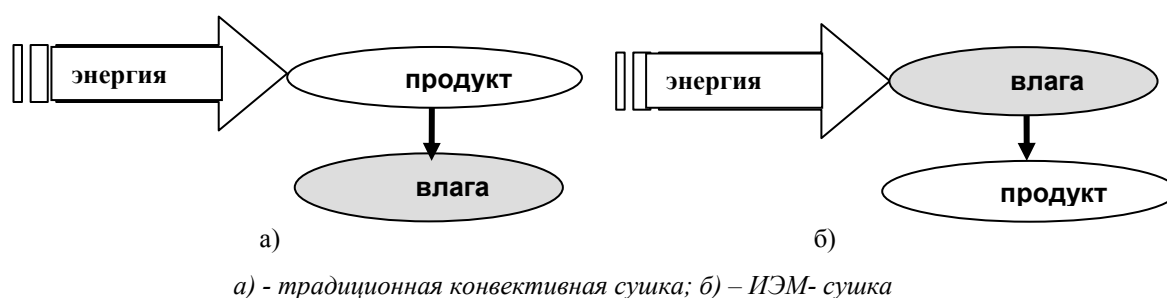 энергия
продукт
влага
а)
энергия
влага
продукт
б)
а) - традиционная конвективная сушка; б) – ИЭМ- сушка